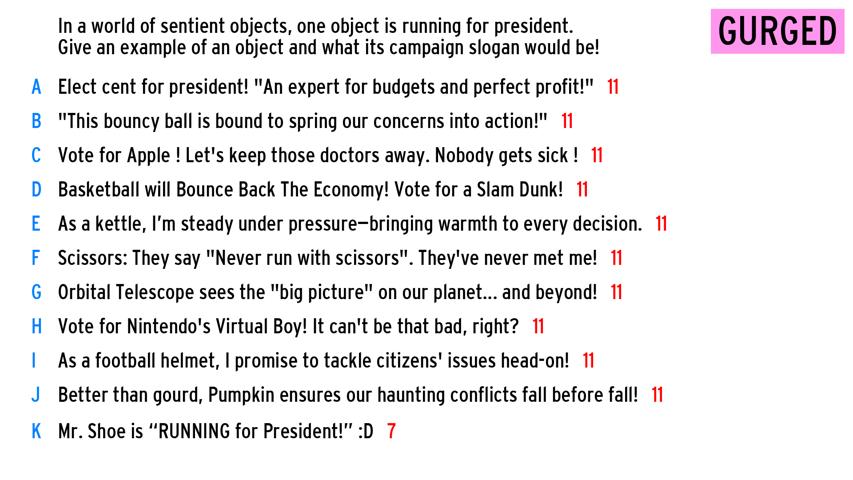 In a world of sentient objects, one object is running for president.
Give an example of an object and what its campaign slogan would be!
GURGED
A Elect cent for president! "An expert for budgets and perfect profit!" 11
B "This bouncy ball is bound to spring our concerns into action!" 11
C Vote for Apple ! Let's keep those doctors away. Nobody gets sick ! 11
D Basketball will Bounce Back The Economy! Vote for a Slam Dunk! 11
E As a kettle, I’m steady under pressure—bringing warmth to every decision. 11
F Scissors: They say "Never run with scissors". They've never met me! 11
G Orbital Telescope sees the "big picture" on our planet... and beyond! 11
H Vote for Nintendo's Virtual Boy! It can't be that bad, right? 11
I As a football helmet, I promise to tackle citizens' issues head-on! 11
J Better than gourd, Pumpkin ensures our haunting conflicts fall before fall! 11
K Mr. Shoe is “RUNNING for President!” :D 7